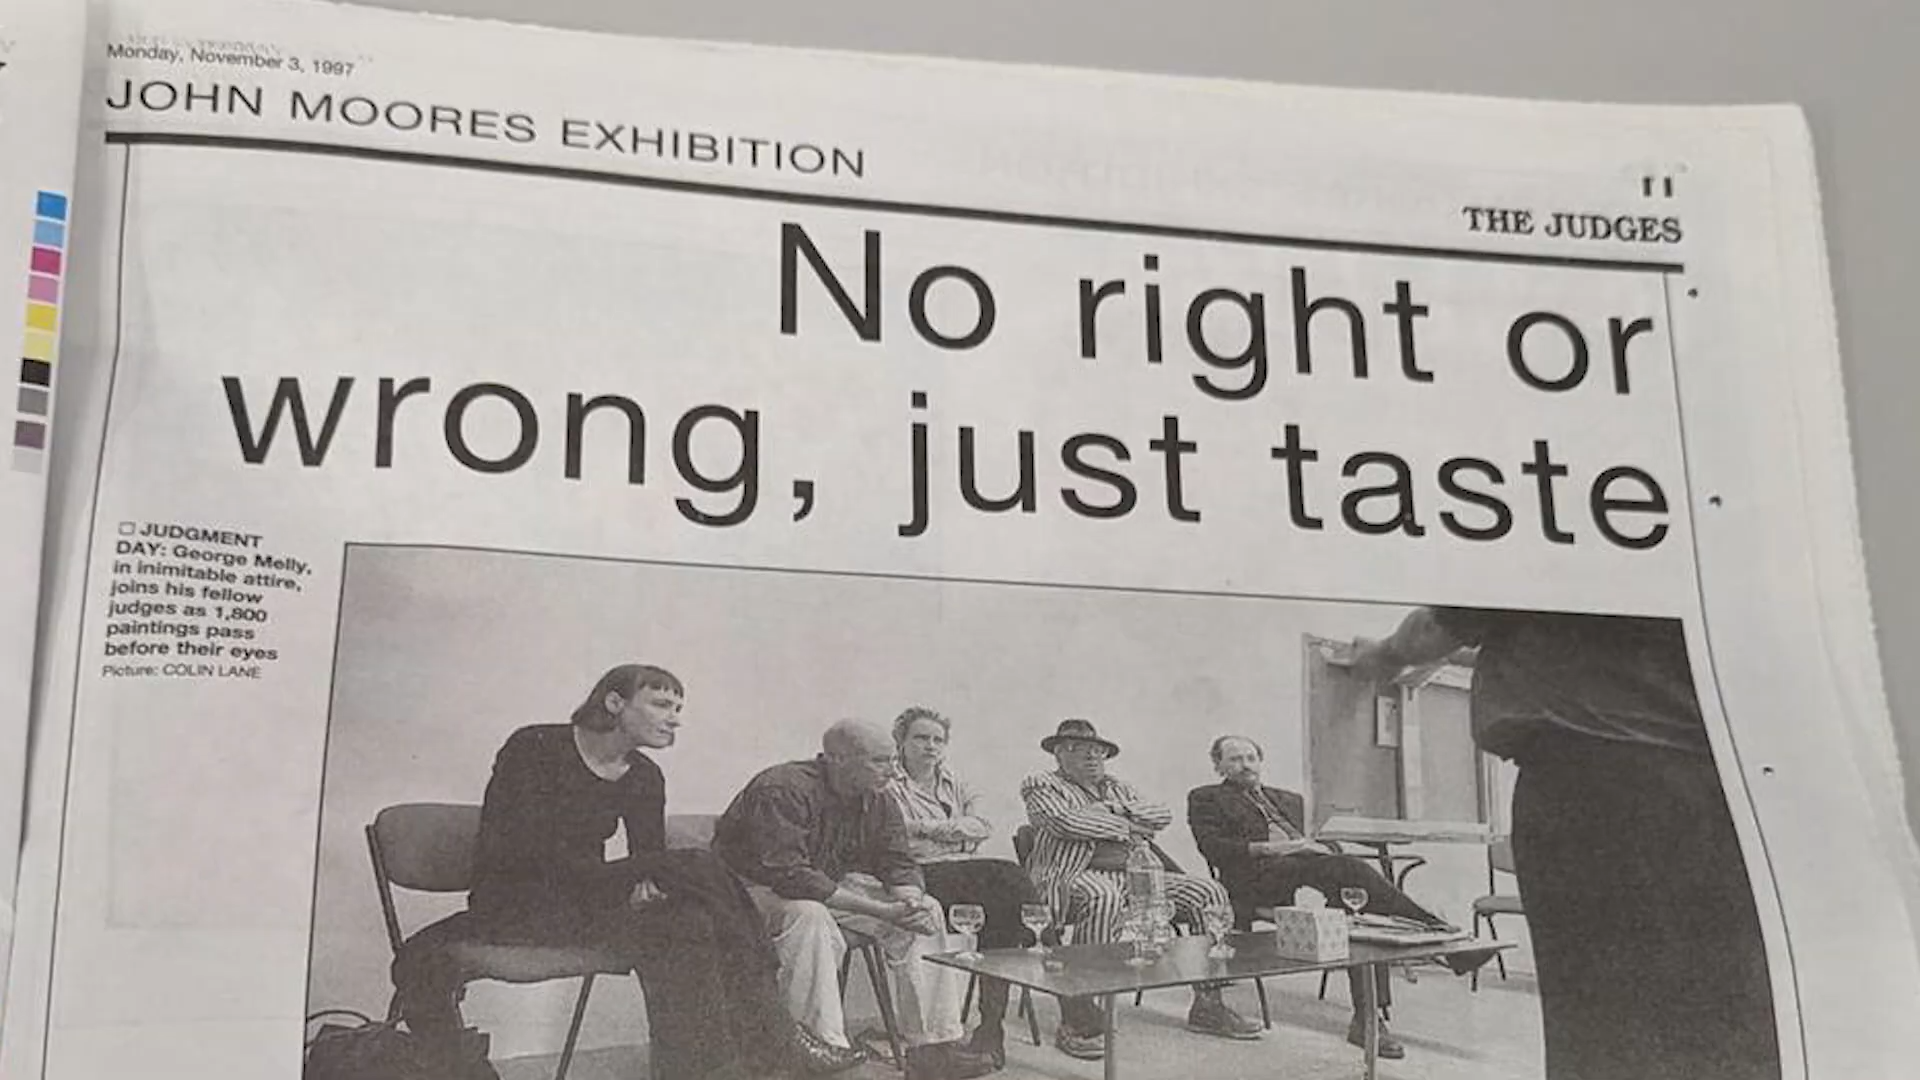 Monday, November 3, 1997
JOHN MOORES EXHIBITION
11
THE JUDGES
No right or
wrong, just taste
□ JUDGMENT
DAY: George Melly,
in inimitable attire,
joins his fellow
judges as 1,800
paintings pass
before their eyes
Picture: COLIN LANE